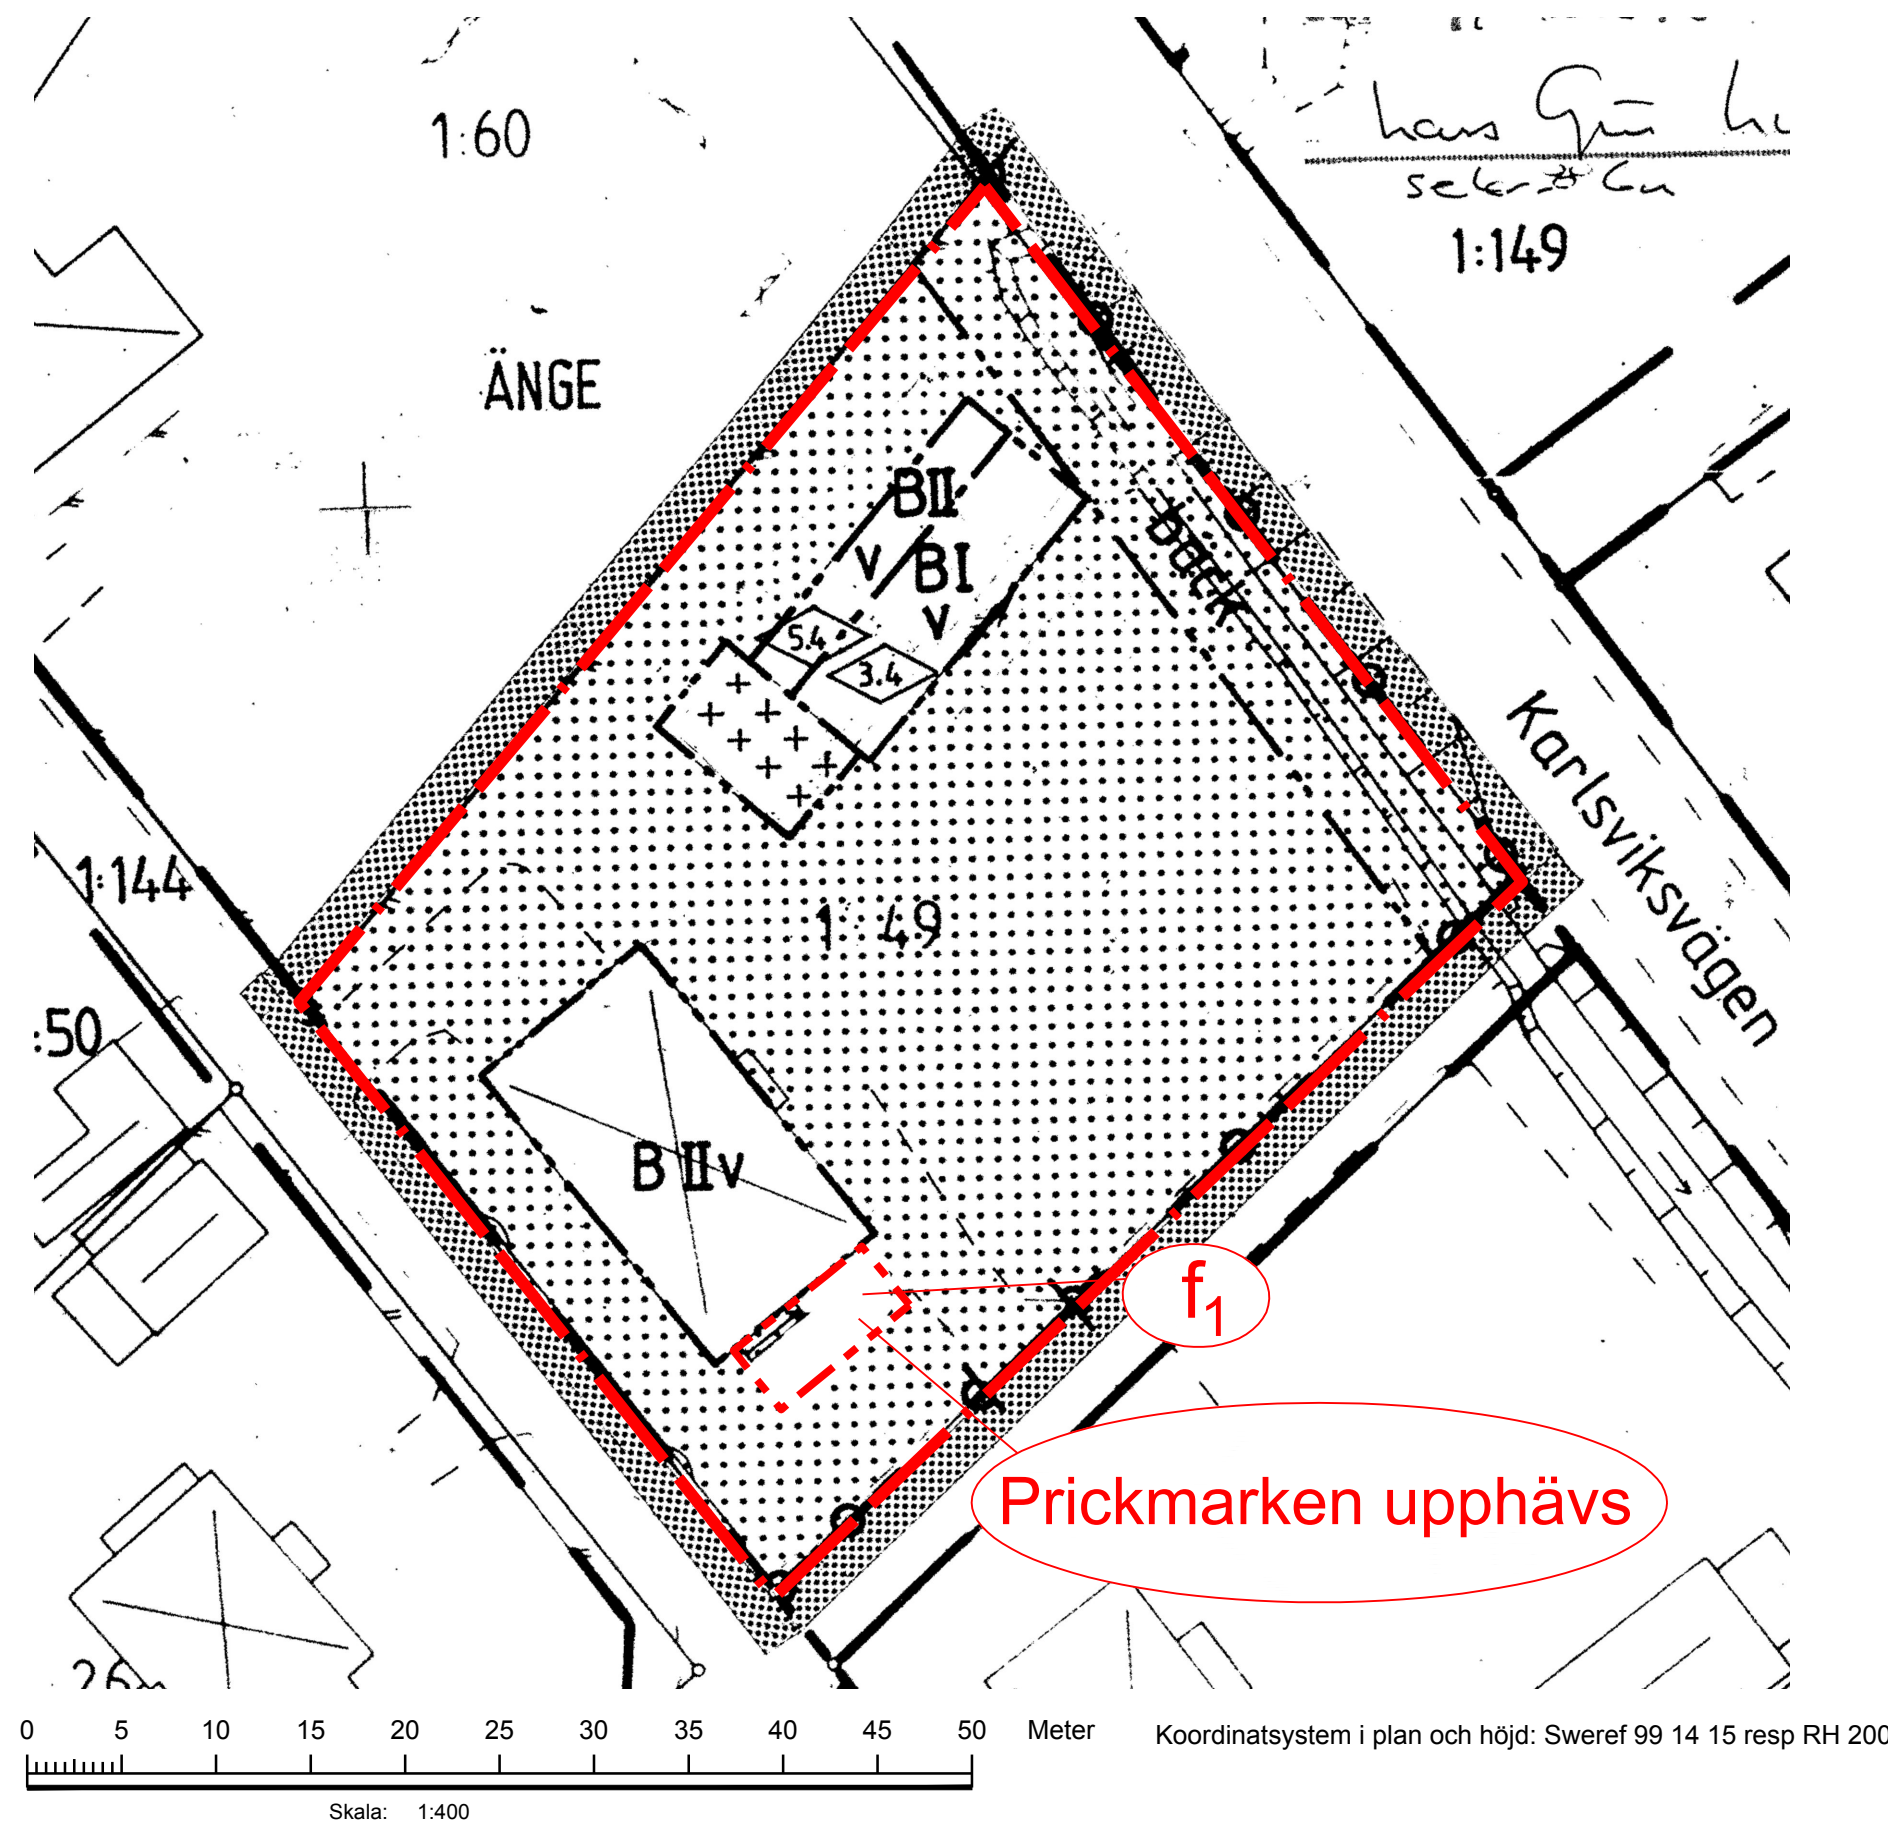 1:60
1:149
ÄNGE
BII
v
BI
v
5.4
3.4
bäck
Karlsviksvägen
1:144
1: 49
:50
B IIv
f1
Prickmarken upphävs
26
0 5 10 15 20 25 30 35 40 45 50 Meter
Koordinatsystem i plan och höjd: Sweref 99 14 15 resp RH 200
Skala: 1:400